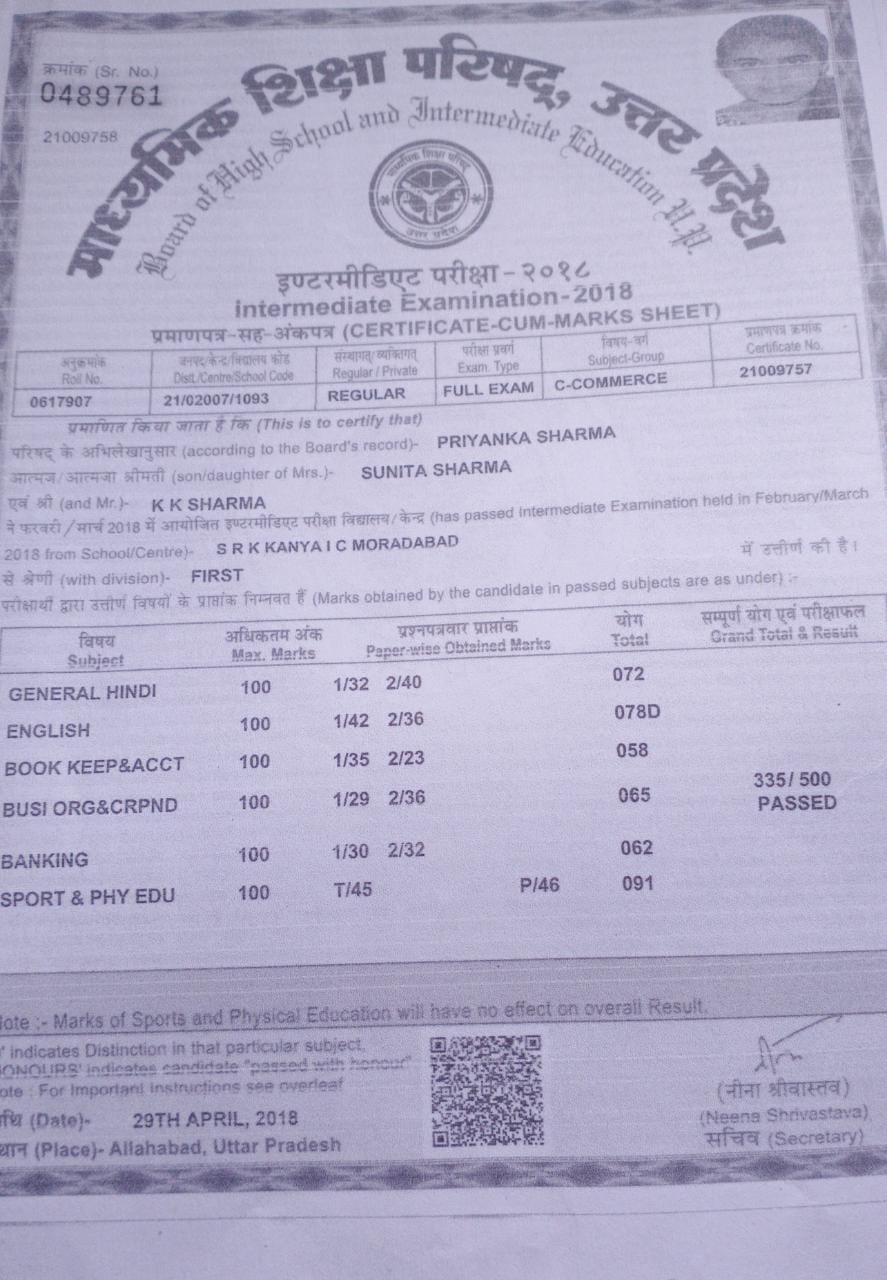 क्रमांक (Sr. No.)
0489761
21009758
माध्यमिक शिक्षा परिषद्, उत्तर प्रदेश
Board of High School and Intermediate Education U.P.
माध्यमिक शिक्षा परिषद्
उत्तर प्रदेश
इण्टरमीडिएट परीक्षा-२०१८
Intermediate Examination-2018
प्रमाणपत्र-सह-अंकपत्र (CERTIFICATE-CUM-MARKS SHEET)
अनुक्रमांक जनपद/केन्द्र/विद्यालय कोड संस्थागत/व्यक्तिगत परीक्षा प्रवर्ग विषय-वर्ग प्रमाणपत्र क्रमांक
Roll No. Distt./Centre/School Code Regular / Private Exam. Type Subject-Group Certificate No.
0617907 21/02007/1093 REGULAR FULL EXAM C-COMMERCE 21009757
प्रमाणित किया जाता है कि (This is to certify that)
परिषद् के अभिलेखानुसार (according to the Board's record)- PRIYANKA SHARMA
आत्मज/आत्मजा श्रीमती (son/daughter of Mrs.)- SUNITA SHARMA
एवं श्री (and Mr.)- K K SHARMA
ने फरवरी/मार्च 2018 में आयोजित इण्टरमीडिएट परीक्षा विद्यालय/केन्द्र (has passed Intermediate Examination held in February/March
2018 from School/Centre)- S R K KANYA I C MORADABAD में उत्तीर्ण की है।
से श्रेणी (with division)- FIRST
परीक्षार्थी द्वारा उत्तीर्ण विषयों के प्राप्तांक निम्नवत हैं (Marks obtained by the candidate in passed subjects are as under) :-
विषय अधिकतम अंक प्रश्नपत्रवार प्राप्तांक योग सम्पूर्ण योग एवं परीक्षाफल
Subject Max. Marks Paper-wise Obtained Marks Total Grand Total & Result
GENERAL HINDI 100 1/32 2/40 072
ENGLISH 100 1/42 2/36 078D
BOOK KEEP&ACCT 100 1/35 2/23 058
BUSI ORG&CRPND 100 1/29 2/36 065 335/ 500
PASSED
BANKING 100 1/30 2/32 062
SPORT & PHY EDU 100 T/45 P/46 091
lote :- Marks of Sports and Physical Education will have no effect on overall Result.
' indicates Distinction in that particular subject.
ONOURS' indicates candidate "passed with honour"
ote : For Important instructions see overleaf
थि (Date)- 29TH APRIL, 2018
थान (Place)- Allahabad, Uttar Pradesh
(नीना श्रीवास्तव)
(Neena Shrivastava)
सचिव (Secretary)